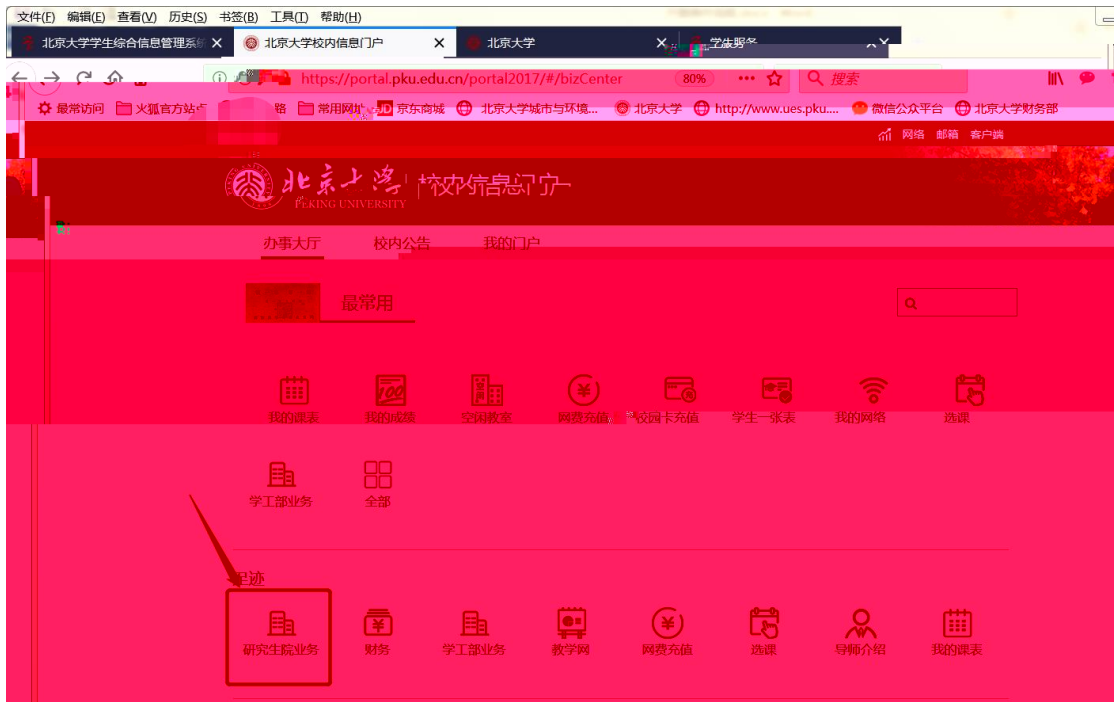 文件(F) 编辑(E) 查看(V) 历史(S) 书签(B) 工具(T) 帮助(H)
北京大学学生综合信息管理系统 北京大学校内信息门户 北京大学
https://portal.pku.edu.cn/portal2017/#/bizCenter 80% 搜索
最常访问 火狐官方站点 常用网址 JD 京东商城 北京大学城市与环境... 北京大学 http://www.ues.pku.... 微信公众平台 北京大学财务部
网络 邮箱 客户端
北京大学 校内信息门户
PEKING UNIVERSITY
办事大厅 校内公告 我的门户
最常用
我的课表 我的成绩 空闲教室 网费充值 校园卡充值 学生一张表 我的网络 选课
学工部业务 全部
足迹
研究生院业务 财务 学工部业务 教学网 网费充值 选课 导师介绍 我的课表